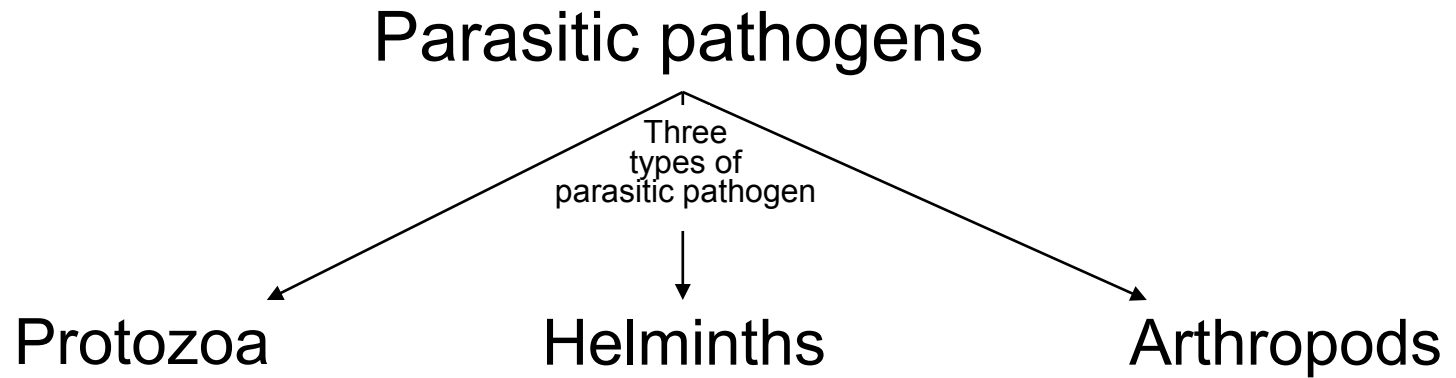 Parasitic pathogens
Three
types of
parasitic pathogen
Protozoa
Helminths
Arthropods